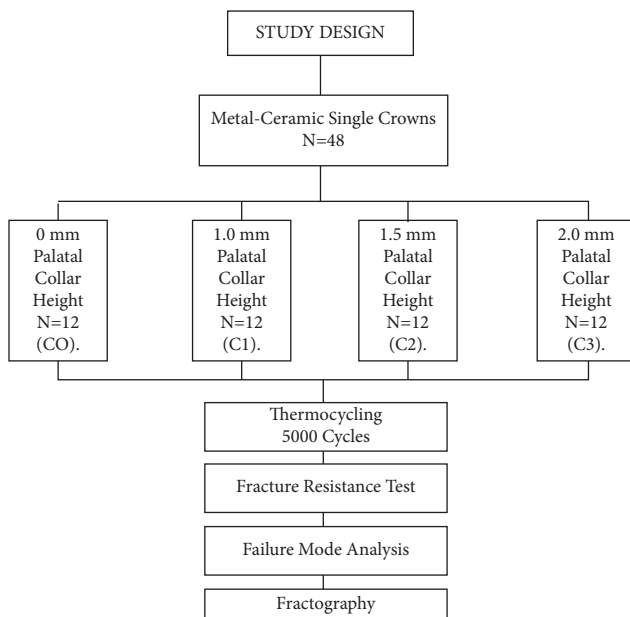 STUDY DESIGN
Metal-Ceramic Single Crowns
N=48
0 mm
Palatal
Collar
Height
N=12
(CO).
1.0 mm
Palatal
Collar
Height
N=12
(C1).
1.5 mm
Palatal
Collar
Height
N=12
(C2).
2.0 mm
Palatal
Collar
Height
N=12
(C3).
Thermocycling
5000 Cycles
Fracture Resistance Test
Failure Mode Analysis
Fractography